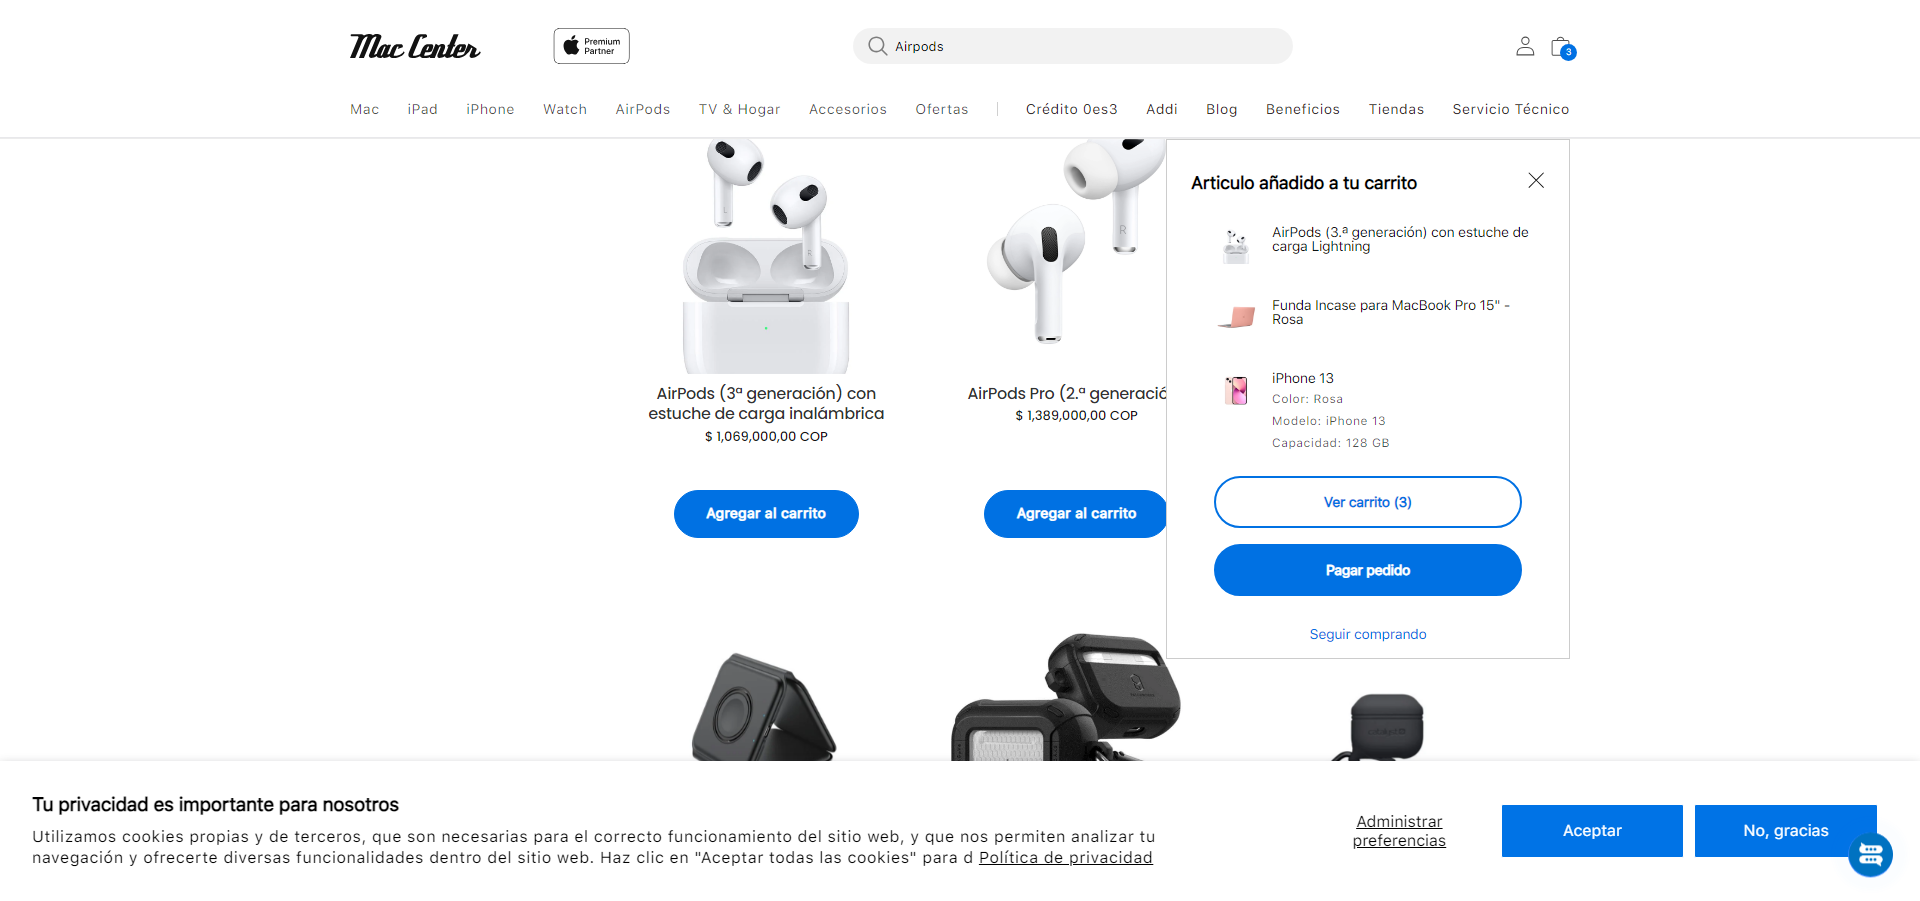 Mac Center
Premium
Partner
Airpods
3
Mac
iPad
iPhone
Watch
AirPods
TV & Hogar
Accesorios
Ofertas
Crédito 0es3
Addi
Blog
Beneficios
Tiendas
Servicio Técnico
AirPods (3ª generación) con
estuche de carga inalámbrica
$ 1,069,000,00 COP
Agregar al carrito
AirPods Pro (2.ª generació
$ 1,389,000,00 COP
Agregar al carrito
Articulo añadido a tu carrito
AirPods (3.ª generación) con estuche de
carga Lightning
Funda Incase para MacBook Pro 15" -
Rosa
iPhone 13
Color: Rosa
Modelo: iPhone 13
Capacidad: 128 GB
Ver carrito (3)
Pagar pedido
Seguir comprando
Tu privacidad es importante para nosotros
Utilizamos cookies propias y de terceros, que son necesarias para el correcto funcionamiento del sitio web, y que nos permiten analizar tu
navegación y ofrecerte diversas funcionalidades dentro del sitio web. Haz clic en "Aceptar todas las cookies" para d Política de privacidad
Administrar
preferencias
Aceptar
No, gracias